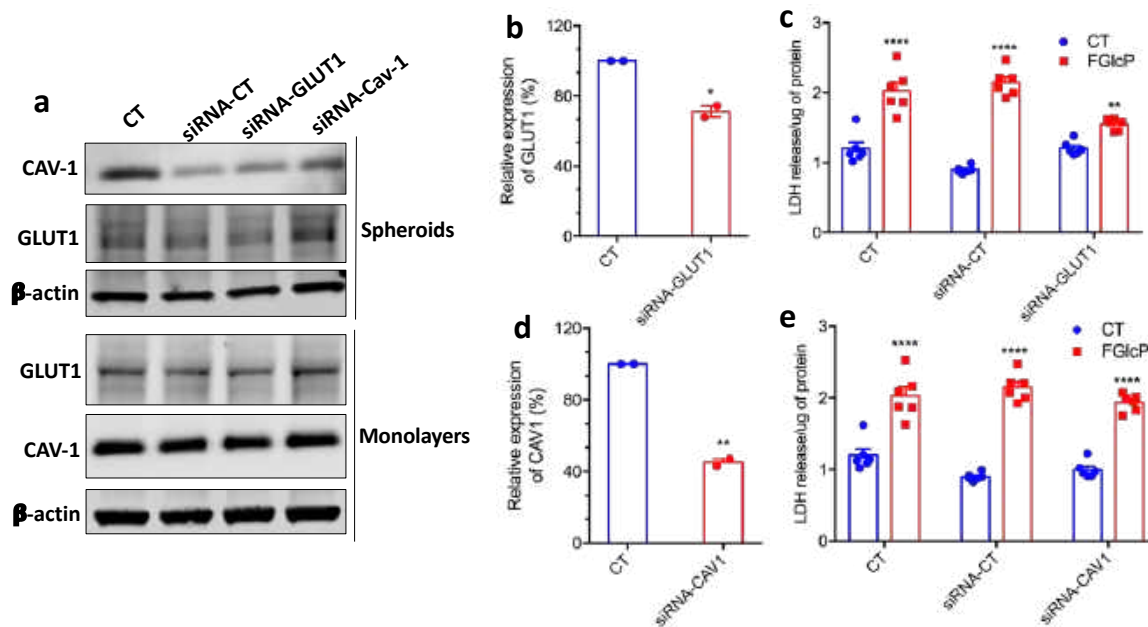 a
CT
siRNA-CT
siRNA-GLUT1
siRNA-Cav-1
CAV-1
GLUT1
β-actin
Spheroids
GLUT1
CAV-1
β-actin
Monolayers
b
Relative expression
of GLUT1 (%)
120
80
40
0
*
CT
siRNA-GLUT1
c
LDH release/ug of protein
3
2
1
0
****
****
**
CT
FGlcP
CT
siRNA-CT
siRNA-GLUT1
d
Relative expression
of CAV1 (%)
120
80
40
0
**
CT
siRNA-CAV1
e
LDH release/ug of protein
3
2
1
0
****
****
****
CT
FGlcP
CT
siRNA-CT
siRNA-CAV1